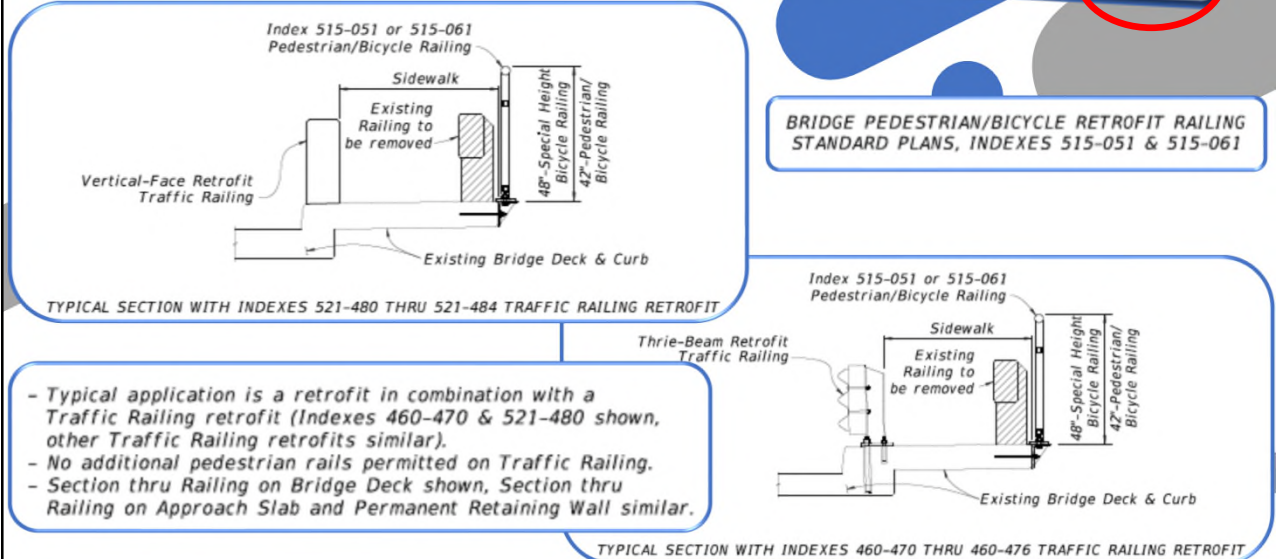 Index 515-051 or 515-061
Pedestrian/Bicycle Railing
Sidewalk
Existing
Railing to
be removed
48"-Special Height
Bicycle Railing
42"-Pedestrian/
Bicycle Railing
Vertical-Face Retrofit
Traffic Railing
Existing Bridge Deck & Curb
TYPICAL SECTION WITH INDEXES 521-480 THRU 521-484 TRAFFIC RAILING RETROFIT
BRIDGE PEDESTRIAN/BICYCLE RETROFIT RAILING
STANDARD PLANS, INDEXES 515-051 & 515-061
Index 515-051 or 515-061
Pedestrian/Bicycle Railing
Thrie-Beam Retrofit
Traffic Railing
Sidewalk
Existing
Railing to
be removed
48"-Special Height
Bicycle Railing
42"-Pedestrian/
Bicycle Railing
Existing Bridge Deck & Curb
TYPICAL SECTION WITH INDEXES 460-470 THRU 460-476 TRAFFIC RAILING RETROFIT
- Typical application is a retrofit in combination with a
Traffic Railing retrofit (Indexes 460-470 & 521-480 shown,
other Traffic Railing retrofits similar).
- No additional pedestrian rails permitted on Traffic Railing.
- Section thru Railing on Bridge Deck shown, Section thru
Railing on Approach Slab and Permanent Retaining Wall similar.